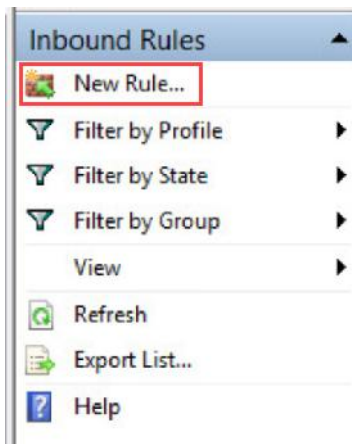 Inbound Rules
New Rule...
Filter by Profile
Filter by State
Filter by Group
View
Refresh
Export List...
Help